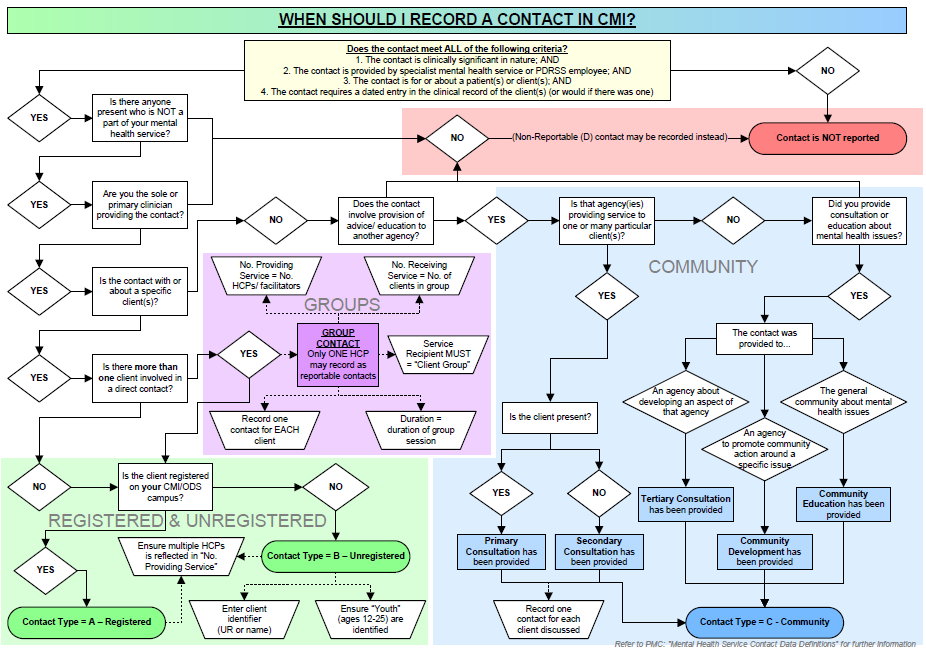 WHEN SHOULD I RECORD A CONTACT IN CMI?
Does the contact meet ALL of the following criteria?
1. The contact is clinically significant in nature; AND
2. The contact is provided by specialist mental health service or PDRSS employee; AND
3. The contact is for or about a patient(s) or client(s); AND
4. The contact requires a dated entry in the clinical record of the client(s) (or would if there was one)
NO
YES
Is there anyone
present who is NOT a
part of your mental
health service?
NO
(Non-Reportable (D) contact may be recorded instead)
Contact is NOT reported
YES
Are you the sole or
primary clinician
providing the contact?
NO
Does the contact
involve provision of
advice/ education to
another agency?
YES
Is that agency(ies)
providing service to
one or many particular
client(s)?
NO
Did you provide
consultation or
education about
mental health issues?
YES
Is the contact with or
about a specific
client(s)?
No. Providing
Service = No.
HCPs/ facilitators
No. Receiving
Service = No. of
clients in group
GROUPS
COMMUNITY
YES
YES
The contact was
provided to...
YES
Is there more than
one client involved in
a direct contact?
YES
GROUP
CONTACT
Only ONE HCP
may record as
reportable contacts
Service
Recipient MUST
= “Client Group”
Record one
contact for EACH
client
Duration =
duration of group
session
Is the client present?
An agency about
developing an aspect of
that agency
An agency
to promote community
action around a
specific issue
The general
community about mental
health issues
NO
Is the client registered
on your CMI/ODS
campus?
NO
YES
NO
Tertiary Consultation
has been provided
Community
Education has been
provided
REGISTERED & UNREGISTERED
YES
Ensure multiple HCPs
is reflected in “No.
Providing Service”
Contact Type = B – Unregistered
Primary
Consultation has
been provided
Secondary
Consultation has
been provided
Community
Development has
been provided
Contact Type = A – Registered
Enter client
identifier
(UR or name)
Ensure “Youth”
(ages 12-25) are
identified
Record one
contact for each
client discussed
Contact Type = C - Community
Refer to PMC: “Mental Health Service Contact Data Definitions” for further information